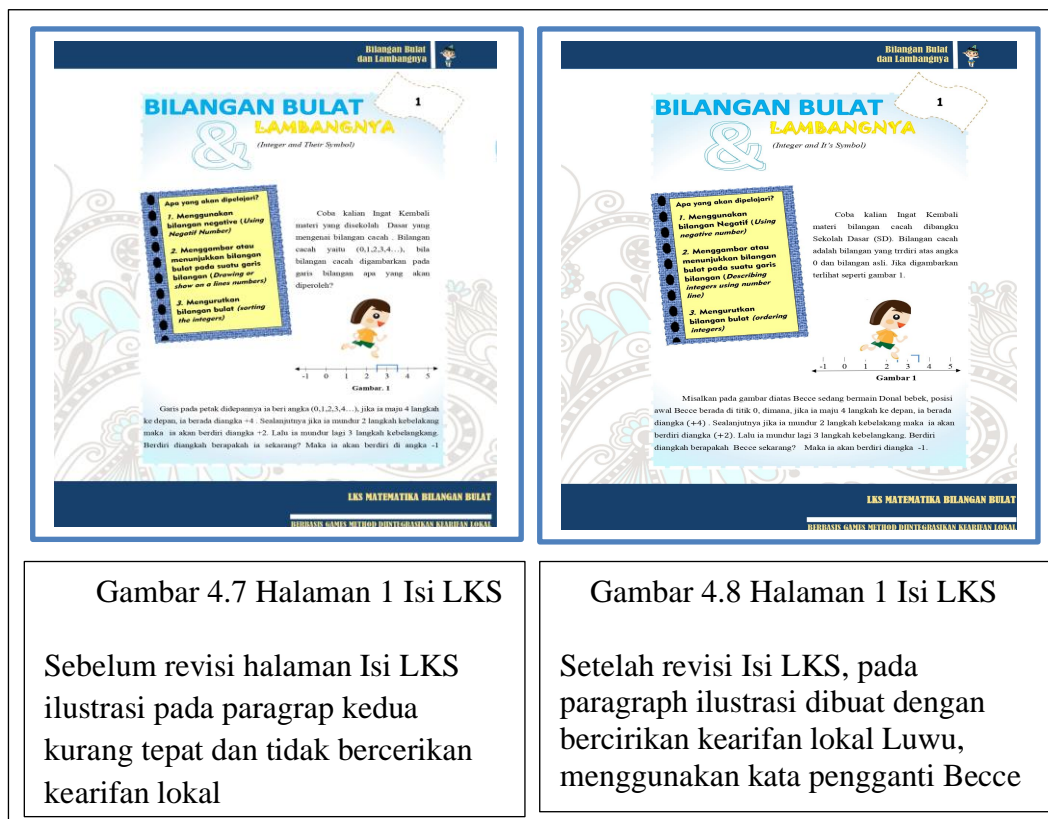 Bilangan Bulat
dan Lambangnya
1
BILANGAN BULAT
& LAMBANGNYA
(Integer and Their Symbol)
Apa yang akan dipelajari?
1. Menggunakan
bilangan negative (Using
Negatif Number)
2. Menggambar atau
menunjukkan bilangan
bulat pada suatu garis
bilangan (Drawing or
show on a lines numbers)
3. Mengurutkan
bilangan bulat (sorting
the integers)
Coba kalian Ingat Kembali
materi yang disekolah Dasar yang
mengenai bilangan cacah . Bilangan
cacah yaitu (0,1,2,3,4…), bila
bilangan cacah digambarkan pada
garis bilangan apa yang akan
diperoleh?
-1 0 1 2 3 4 5
Gambar. 1
Garis pada petak didepannya ia beri angka (0,1,2,3,4…), jika ia maju 4 langkah
ke depan, ia berada diangka +4 . Sealanjutnya jika ia mundur 2 langkah kebelakang
maka ia akan berdiri diangka +2. Lalu ia mundur lagi 3 langkah kebelangkang.
Berdiri diangkah berapakah ia sekarang? Maka ia akan berdiri di angka -1
LKS MATEMATIKA BILANGAN BULAT
BERBASIS GAMES METHOD DIINTEGRASIKAN KEARIFAN LOKAL
Bilangan Bulat
dan Lambangnya
1
BILANGAN BULAT
& LAMBANGNYA
(Integer and It's Symbol)
Apa yang akan dipelajari?
1. Menggunakan
bilangan Negatif (Using
negative number)
2. Menggambar atau
menunjukkan bilangan
bulat pada suatu garis
bilangan (Describing
integers using number
line)
3. Mengurutkan
bilangan bulat (ordering
integers)
Coba kalian Ingat Kembali
materi bilangan cacah dibangku
Sekolah Dasar (SD). Bilangan cacah
adalah bilangan yang trrdiri atas angka
0 dan bilangan asli. Jika digambarkan
terlihat seperti gambar 1.
-1 0 1 2 3 4 5
Gambar 1
Misalkan pada gambar diatas Becce sedang bermain Donal bebek, posisi
awal Becce berada di titik 0, dimana, jika ia maju 4 langkah ke depan, ia berada
diangka (+4) . Sealanjutnya jika ia mundur 2 langkah kebelakang maka ia akan
berdiri diangka (+2). Lalu ia mundur lagi 3 langkah kebelangkang. Berdiri
diangkah berapakah Becce sekarang? Maka ia akan berdiri diangka -1.
LKS MATEMATIKA BILANGAN BULAT
BERBASIS GAMES METHOD DIINTEGRASIKAN KEARIFAN LOKAL
Gambar 4.7 Halaman 1 Isi LKS
Sebelum revisi halaman Isi LKS
ilustrasi pada paragrap kedua
kurang tepat dan tidak bercerikan
kearifan lokal
Gambar 4.8 Halaman 1 Isi LKS
Setelah revisi Isi LKS, pada
paragraph ilustrasi dibuat dengan
bercirikan kearifan lokal Luwu,
menggunakan kata pengganti Becce